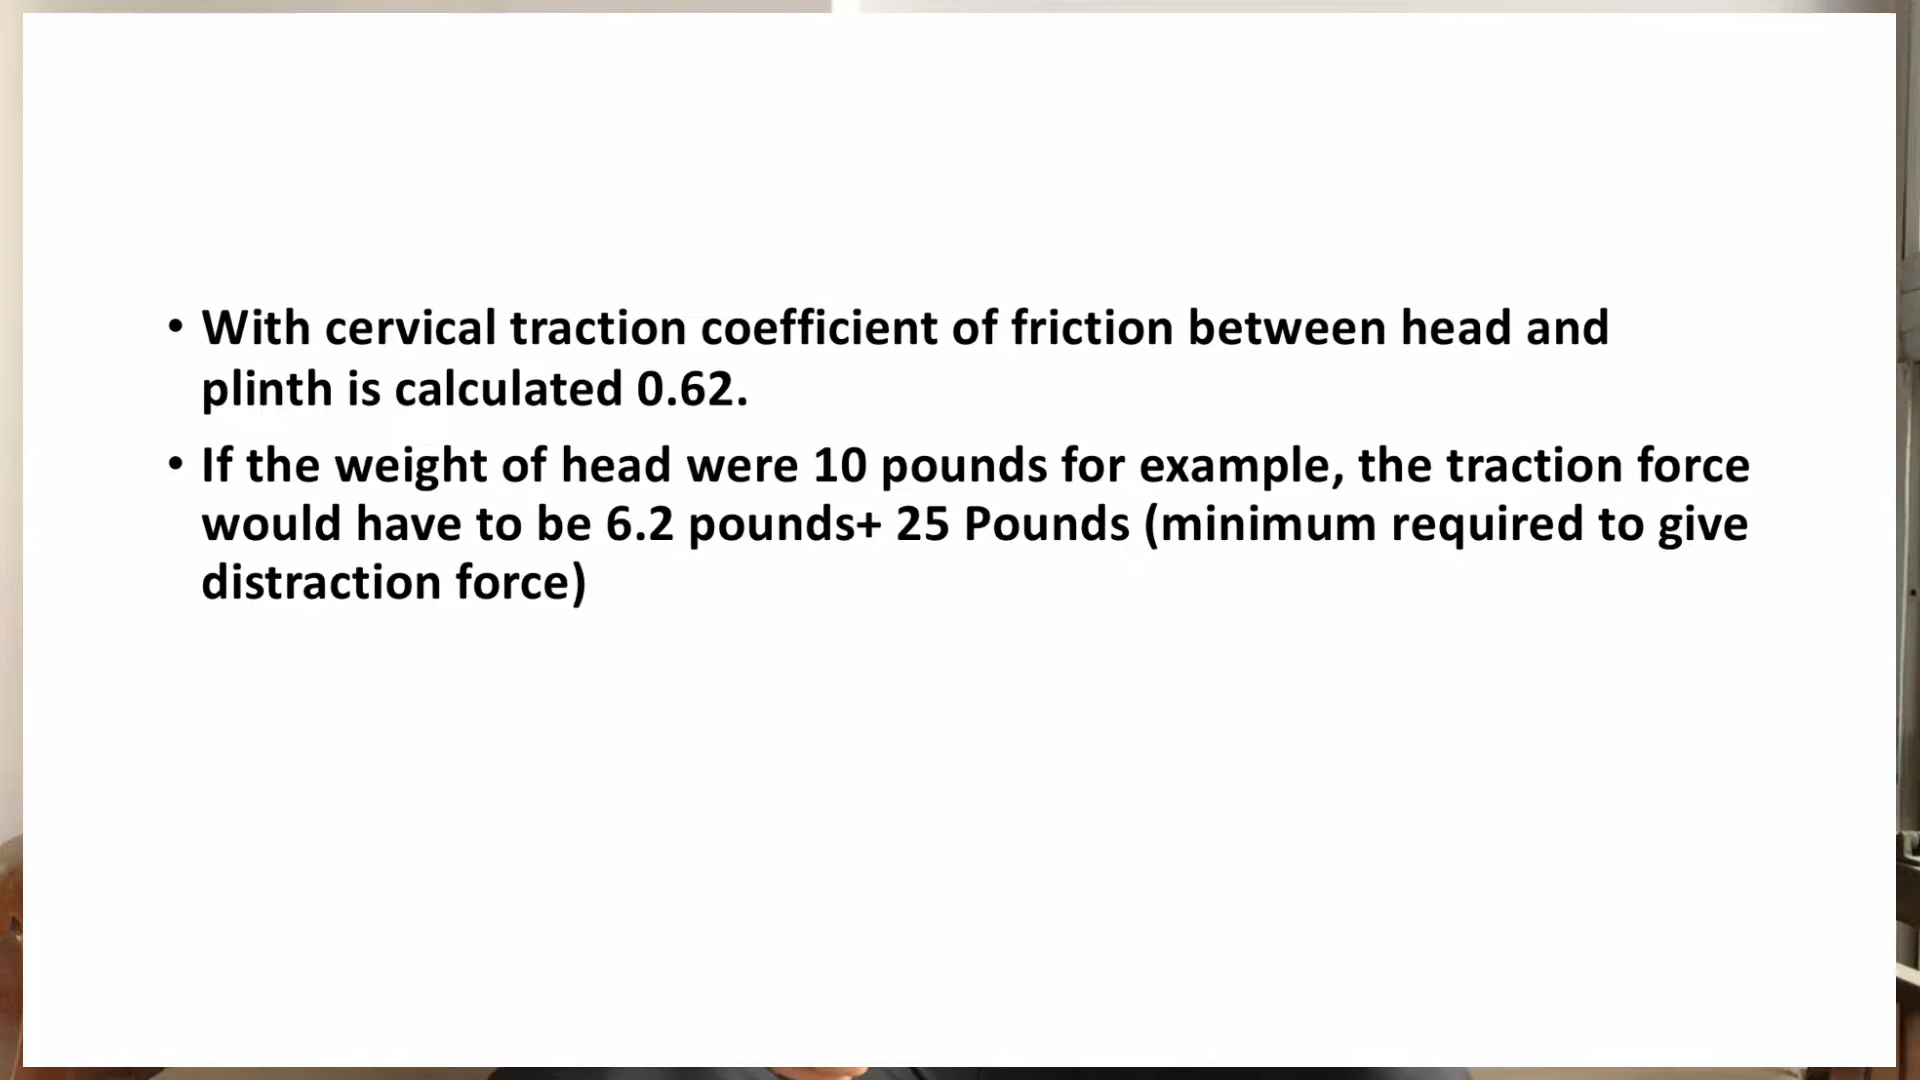 • With cervical traction coefficient of friction between head and
plinth is calculated 0.62.
• If the weight of head were 10 pounds for example, the traction force
would have to be 6.2 pounds+ 25 Pounds (minimum required to give
distraction force)